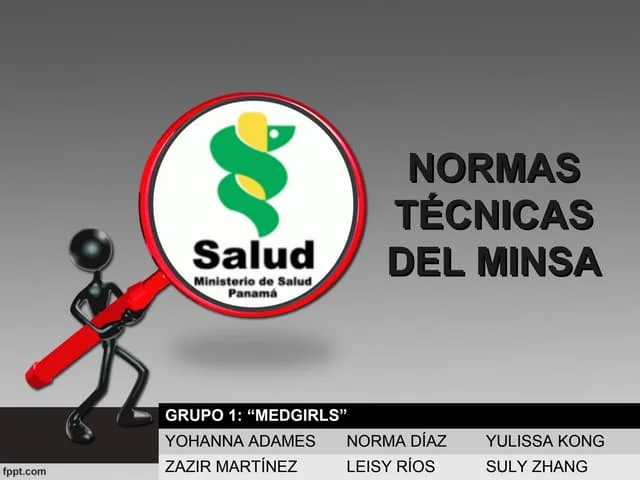 NORMAS
TÉCNICAS
DEL MINSA
Salud
Ministerio de Salud
Panamá
GRUPO 1: “MEDGIRLS”
YOHANNA ADAMES NORMA DÍAZ YULISSA KONG
ZAZIR MARTÍNEZ LEISY RÍOS SULY ZHANG
fppt.com